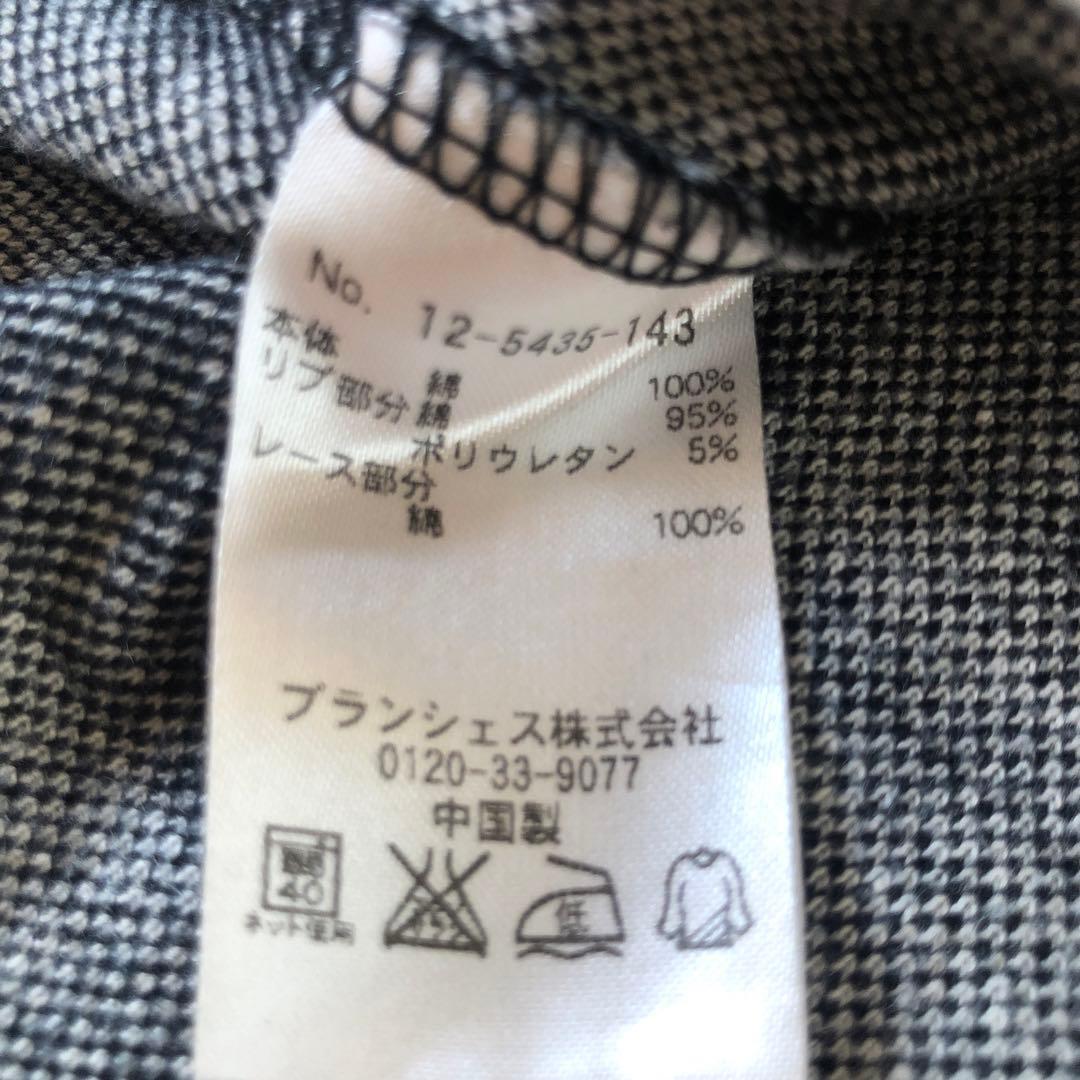 No. 12-5435-143
本体 綿 100%
リブ部分 綿 95%
ポリウレタン 5%
レース部分
綿 100%
ブランシェス株式会社
0120-33-9077
中国製
40
低
ネット使用